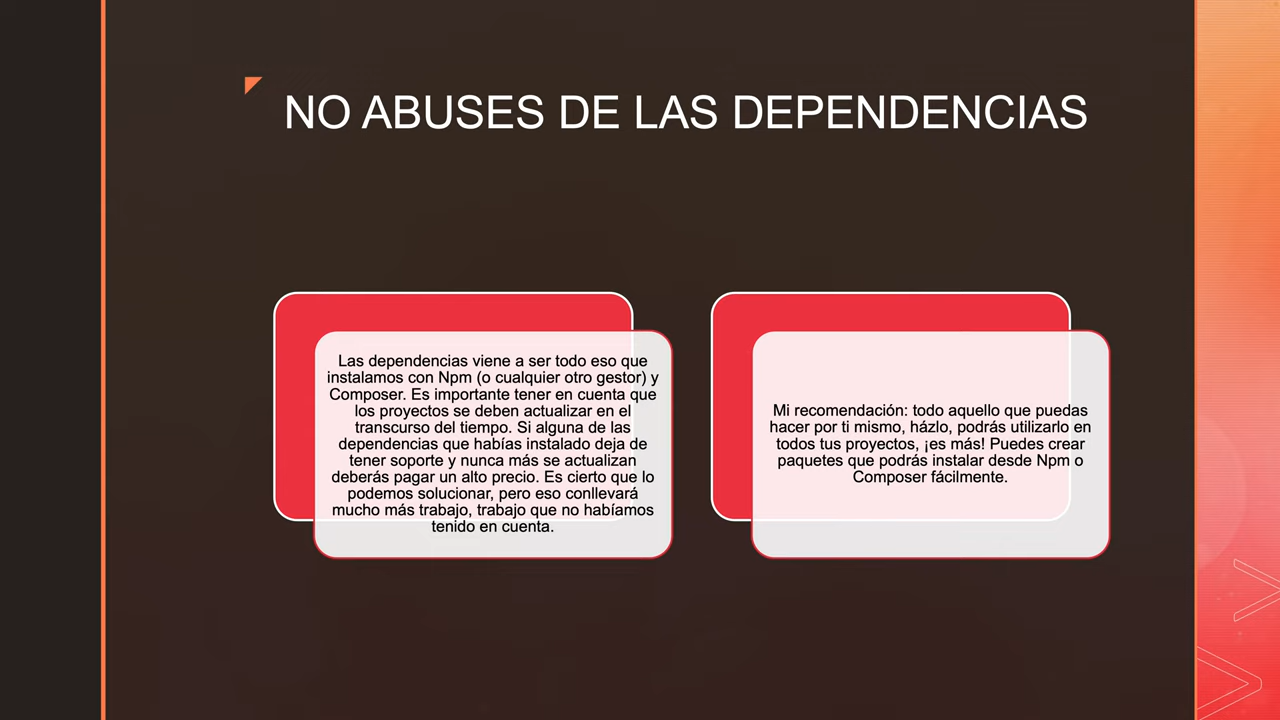 NO ABUSES DE LAS DEPENDENCIAS
Las dependencias viene a ser todo eso que
instalamos con Npm (o cualquier otro gestor) y
Composer. Es importante tener en cuenta que
los proyectos se deben actualizar en el
transcurso del tiempo. Si alguna de las
dependencias que habías instalado deja de
tener soporte y nunca más se actualizan
deberás pagar un alto precio. Es cierto que lo
podemos solucionar, pero eso conllevará
mucho más trabajo, trabajo que no habíamos
tenido en cuenta.
Mi recomendación: todo aquello que puedas
hacer por ti mismo, házlo, podrás utilizarlo en
todos tus proyectos, ¡es más! Puedes crear
paquetes que podrás instalar desde Npm o
Composer fácilmente.